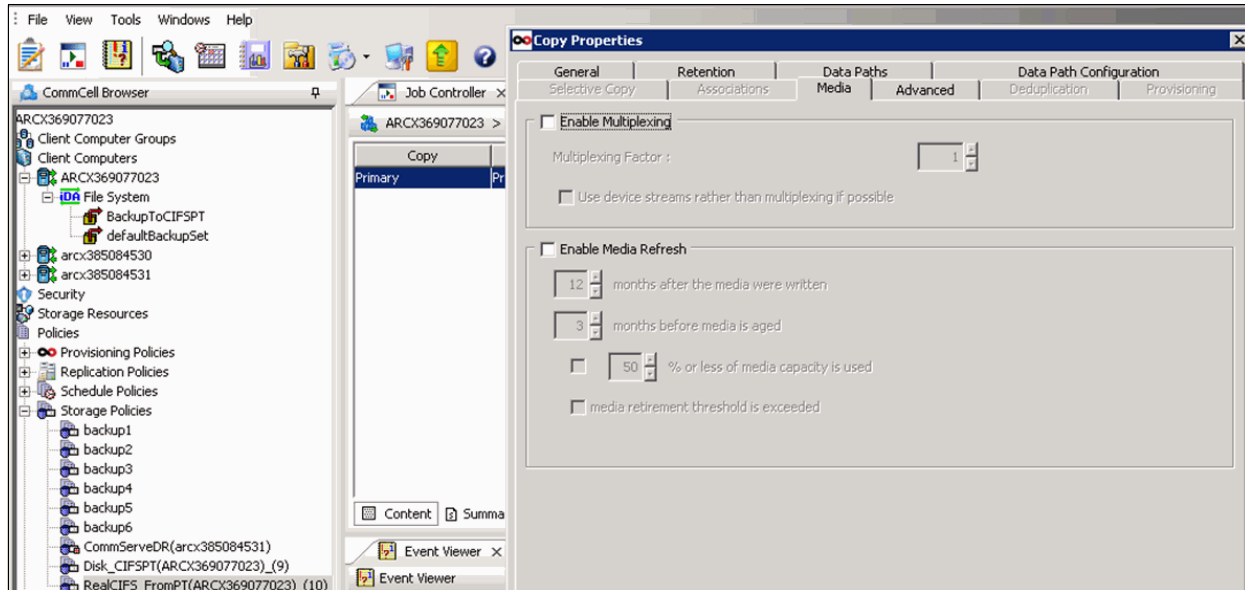 File View Tools Windows Help
CommCell Browser
ARCX369077023
Client Computer Groups
Client Computers
ARCX369077023
iDA File System
BackupToCIFSPT
defaultBackupSet
arcx385084530
arcx385084531
Security
Storage Resources
Policies
Provisioning Policies
Replication Policies
Schedule Policies
Storage Policies
backup1
backup2
backup3
backup4
backup5
backup6
CommServeDR(arcx385084531)
Disk_CIFSPT(ARCX369077023)_(9)
RealCIFS_FromPT(ARCX369077023)_(10)
Job Controller
ARCX369077023 >
Copy
Primary Pr
Content Summa
Event Viewer
Event Viewer
Copy Properties
General Retention Data Paths Data Path Configuration
Selective Copy Associations Media Advanced Deduplication Provisioning
Enable Multiplexing
Multiplexing Factor : 1
Use device streams rather than multiplexing if possible
Enable Media Refresh
12 months after the media were written
3 months before media is aged
50 % or less of media capacity is used
media retirement threshold is exceeded